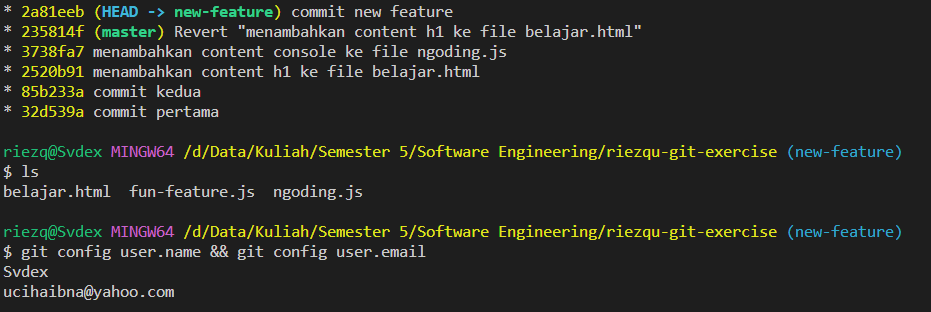 * 2a81eeb (HEAD -> new-feature) commit new feature
* 235814f (master) Revert "menambahkan content h1 ke file belajar.html"
* 3738fa7 menambahkan content console ke file ngoding.js
* 2520b91 menambahkan content h1 ke file belajar.html
* 85b233a commit kedua
* 32d539a commit pertama
riezq@Svdex MINGW64 /d/Data/Kuliah/Semester 5/Software Engineering/riezqu-git-exercise (new-feature)
$ ls
belajar.html  fun-feature.js  ngoding.js
riezq@Svdex MINGW64 /d/Data/Kuliah/Semester 5/Software Engineering/riezqu-git-exercise (new-feature)
$ git config user.name && git config user.email
Svdex
ucihaibna@yahoo.com